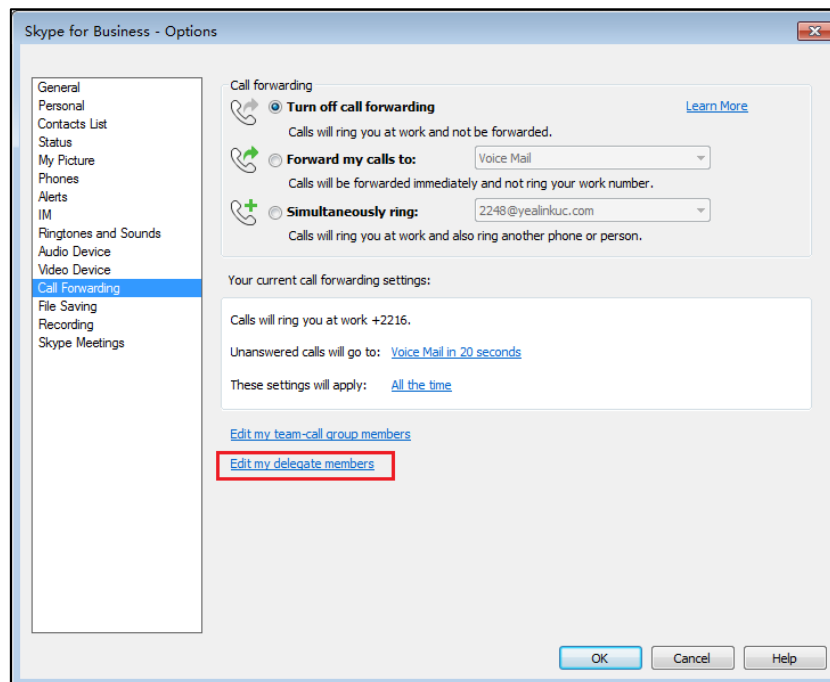 Skype for Business - Options
General
Personal
Contacts List
Status
My Picture
Phones
Alerts
IM
Ringtones and Sounds
Audio Device
Video Device
Call Forwarding
File Saving
Recording
Skype Meetings
Call forwarding
Turn off call forwarding
Learn More
Calls will ring you at work and not be forwarded.
Forward my calls to:
Voice Mail
Calls will be forwarded immediately and not ring your work number.
Simultaneously ring:
2248@yealinkuc.com
Calls will ring you at work and also ring another phone or person.
Your current call forwarding settings:
Calls will ring you at work +2216.
Unanswered calls will go to: Voice Mail in 20 seconds
These settings will apply: All the time
Edit my team-call group members
Edit my delegate members
OK
Cancel
Help